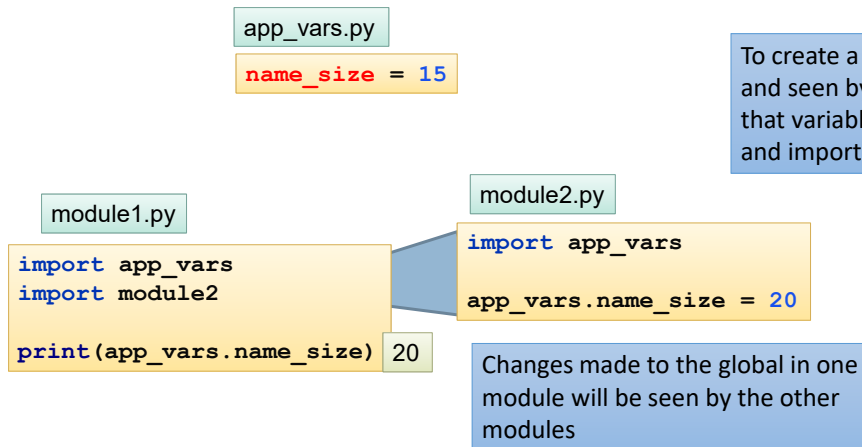 app_vars.py
name_size = 15
To create a
and seen by
that variabl
and import
module1.py
import app_vars
import module2
print(app_vars.name_size)
20
module2.py
import app_vars
app_vars.name_size = 20
Changes made to the global in one
module will be seen by the other
modules